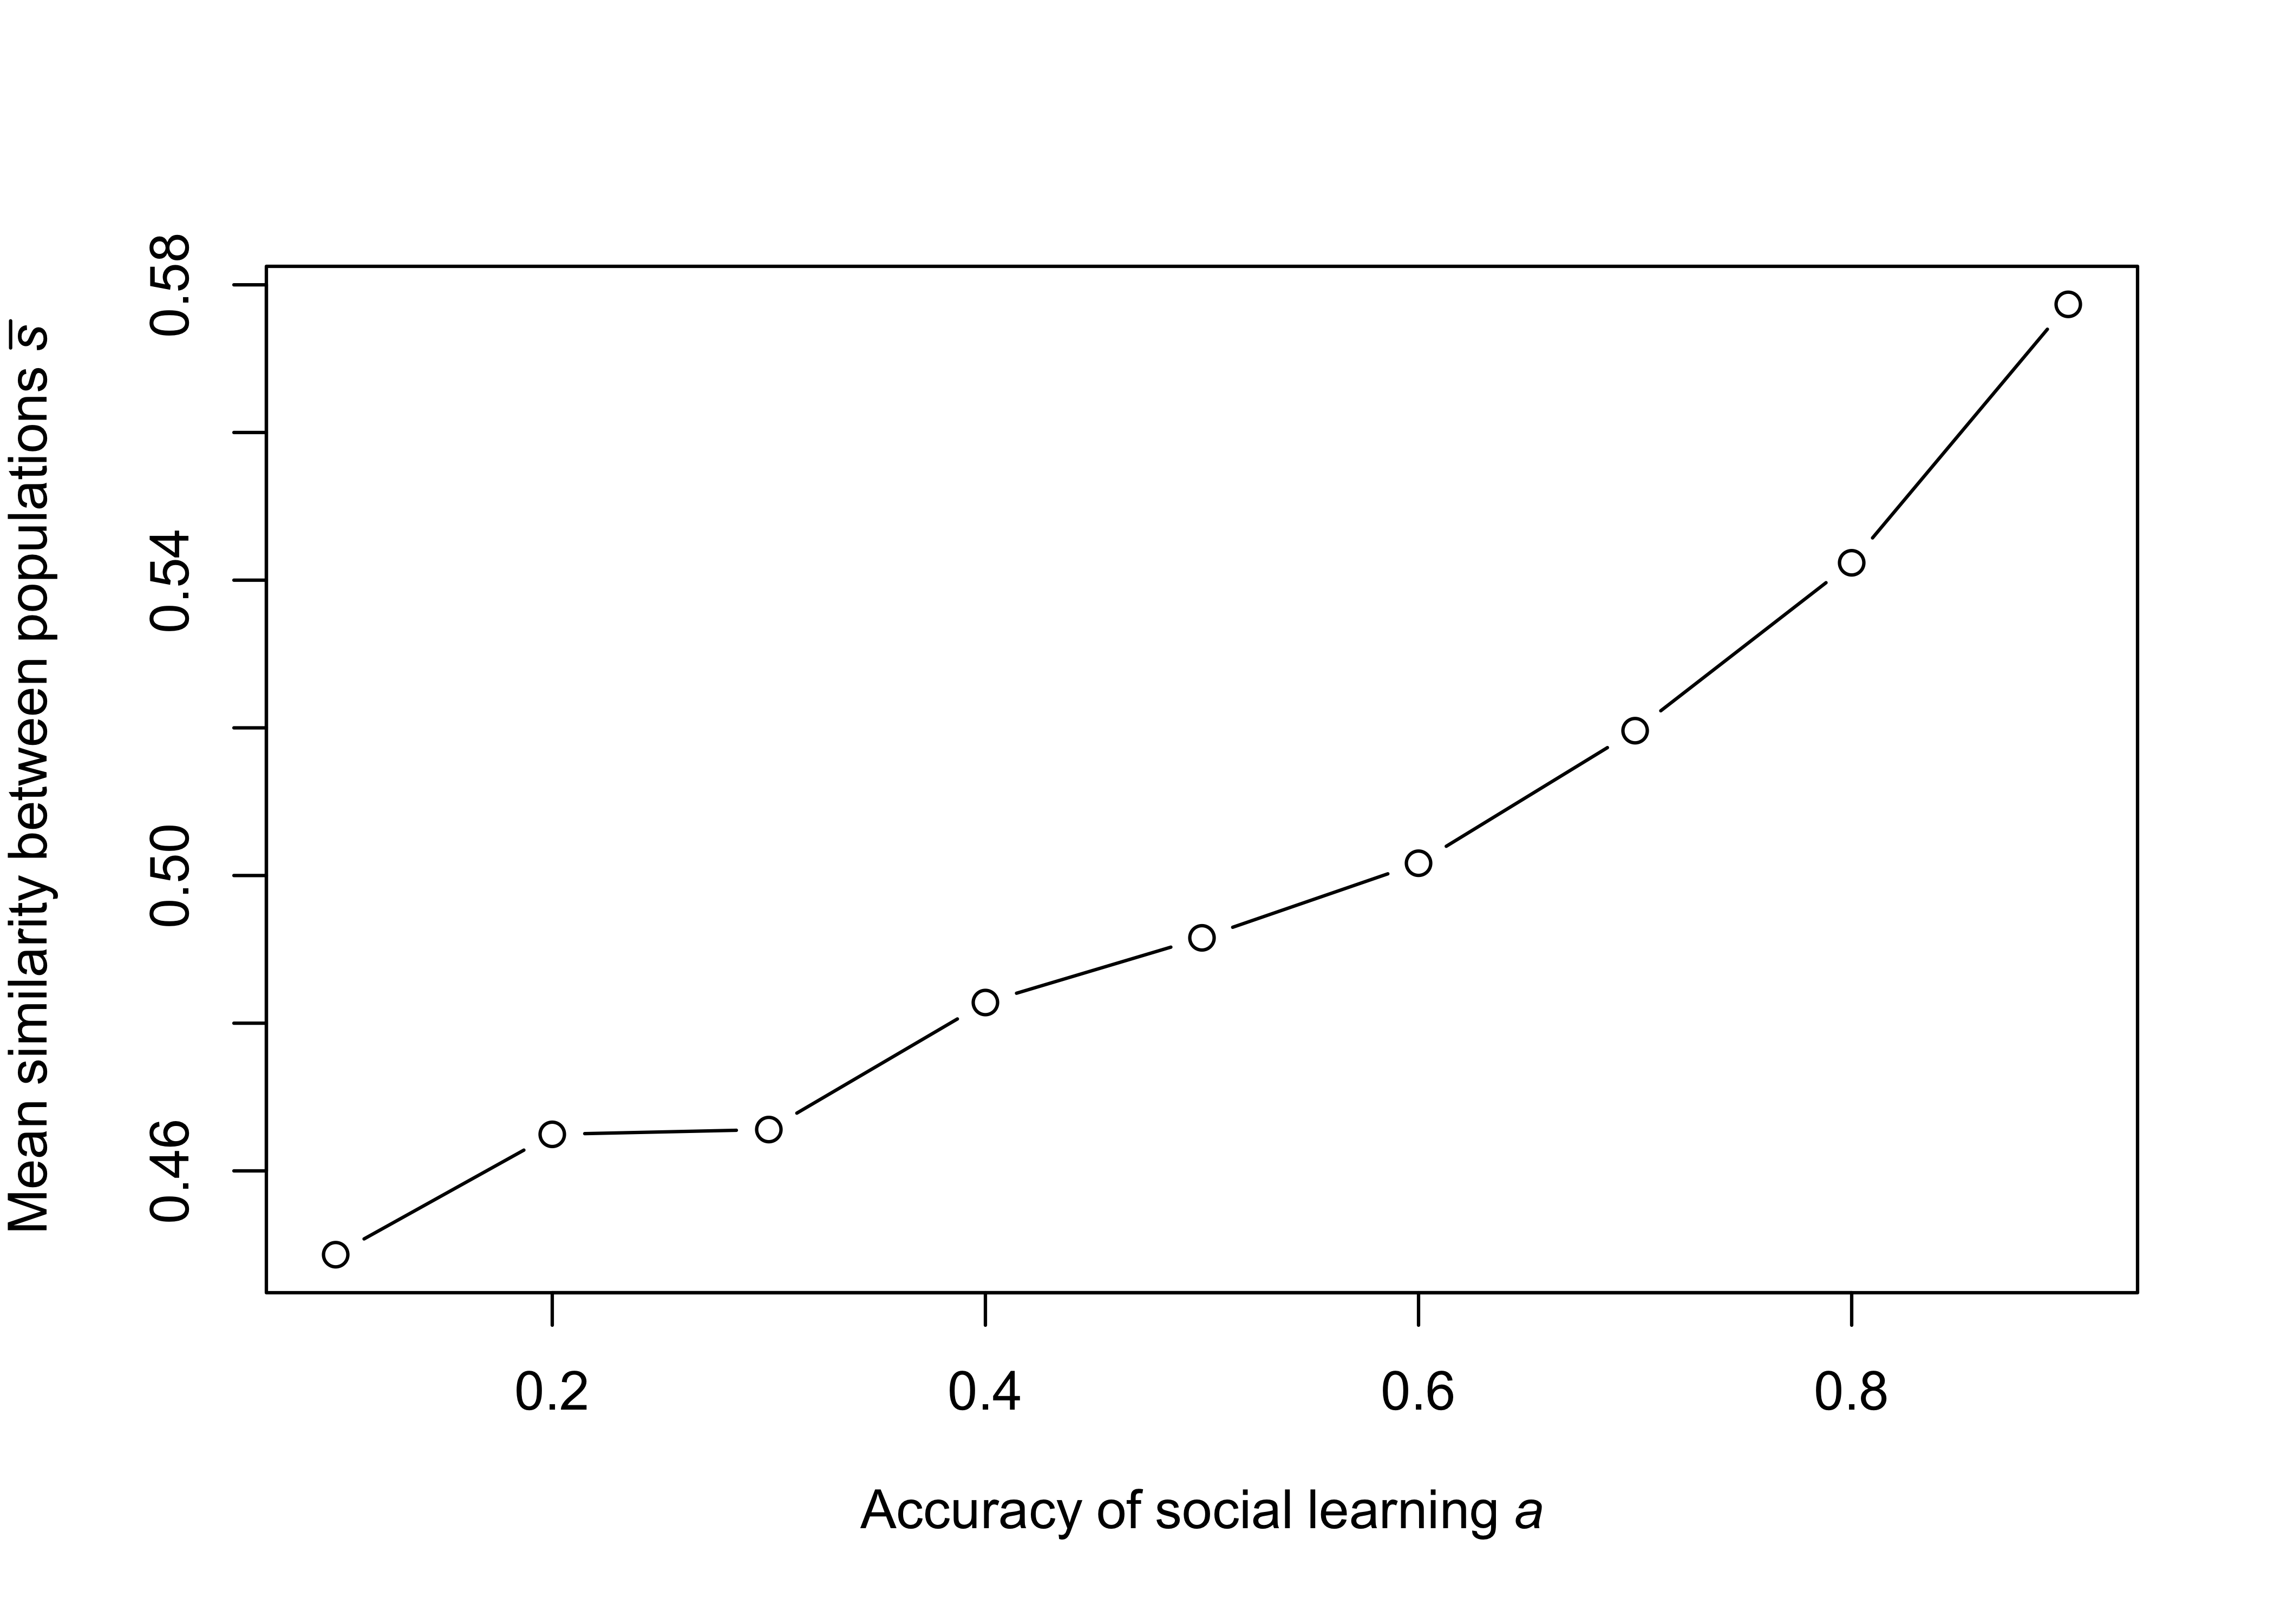 Mean similarity between populations s̅
0.58
0.54
0.50
0.46
0.2 0.4 0.6 0.8
Accuracy of social learning a